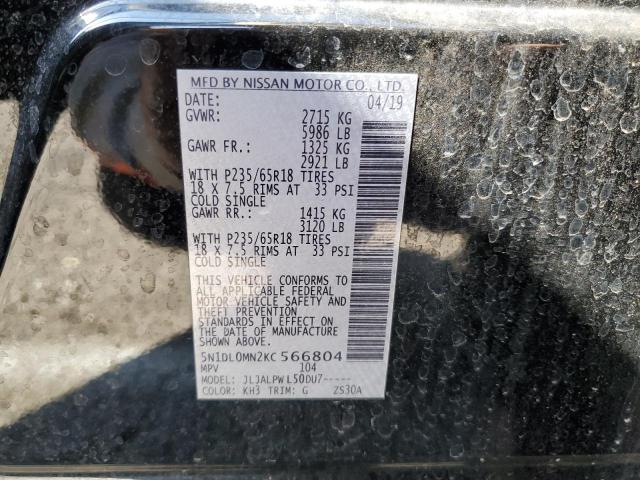 MFD BY NISSAN MOTOR CO., LTD.
DATE: 04/19
GVWR: 2715 KG
5986 LB
GAWR FR.: 1325 KG
2921 LB
WITH P235/65R18 TIRES
18 X 7.5 RIMS AT 33 PSI
COLD SINGLE
GAWR RR.: 1415 KG
3120 LB
WITH P235/65R18 TIRES
18 X 7.5 RIMS AT 33 PSI
COLD SINGLE
THIS VEHICLE CONFORMS TO
ALL APPLICABLE FEDERAL
MOTOR VEHICLE SAFETY AND
THEFT PREVENTION
STANDARDS IN EFFECT ON
THE DATE OF MANUFACTURE
SHOWN ABOVE.
5N1DL0MN2KC566804
MPV 104
MODEL: JLJALPWL50DU7-----
COLOR: KH3 TRIM: G ZS30A